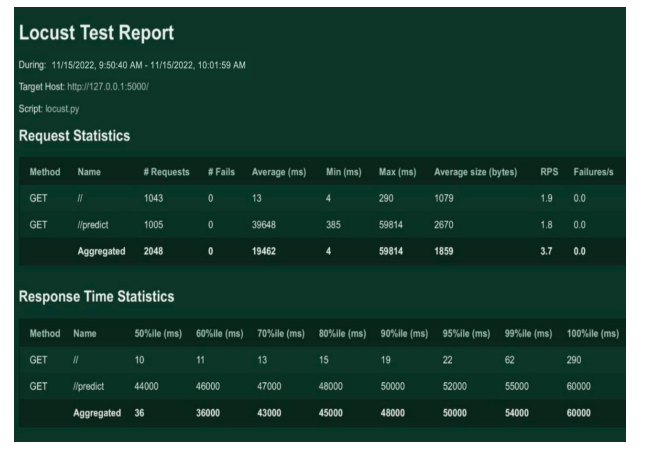 Locust Test Report
During: 11/15/2022, 9:50:40 AM - 11/15/2022, 10:01:59 AM
Target Host: http://127.0.0.1:5000/
Script: locust.py
Request Statistics
Method Name # Requests # Fails Average (ms) Min (ms) Max (ms) Average size (bytes) RPS Failures/s
GET // 1043 0 13 4 290 1079 1.9 0.0
GET //predict 1005 0 39648 385 59814 2670 1.8 0.0
Aggregated 2048 0 19462 4 59814 1859 3.7 0.0
Response Time Statistics
Method Name 50%ile (ms) 60%ile (ms) 70%ile (ms) 80%ile (ms) 90%ile (ms) 95%ile (ms) 99%ile (ms) 100%ile (ms)
GET // 10 11 13 15 19 22 62 290
GET //predict 44000 46000 47000 48000 50000 52000 55000 60000
Aggregated 36 36000 43000 45000 48000 50000 54000 60000